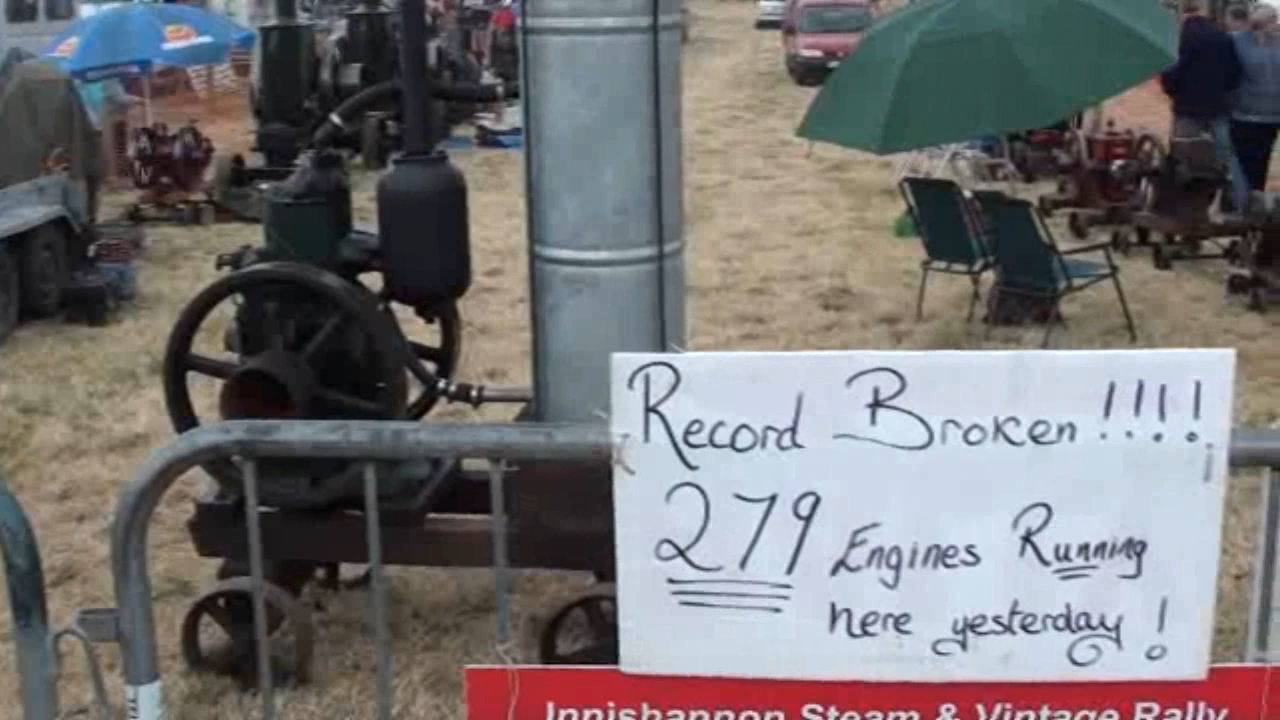 Record Broken !!!!
279 Engines Running
here yesterday !
Innishannon Steam & Vintage Rally